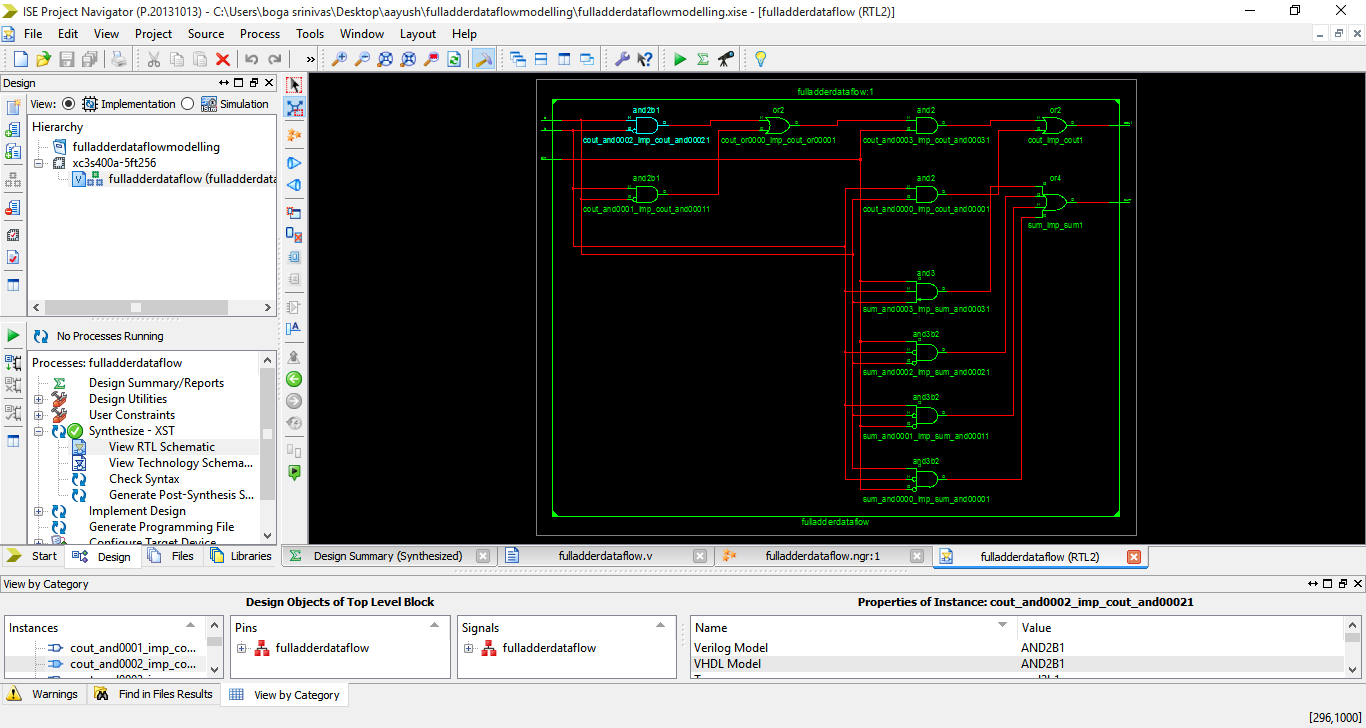 ISE Project Navigator (P.20131013) - C:\Users\boga srinivas\Desktop\aayush\fulladderdataflowmodelling\fulladderdataflowmodelling.xise - [fulladderdataflow (RTL2)]
File Edit View Project Source Process Tools Window Layout Help
Design
View: Implementation Simulation
Hierarchy
fulladderdataflowmodelling
xc3s400a-5ft256
fulladderdataflow (fulladderdata
No Processes Running
Processes: fulladderdataflow
Design Summary/Reports
Design Utilities
User Constraints
Synthesize - XST
View RTL Schematic
View Technology Schema...
Check Syntax
Generate Post-Synthesis S...
Implement Design
Generate Programming File
Configure Target Device
Start Design Files Libraries
fulladderdataflow:1
and2b1 or2 and2 or2
cout_and0002_imp_cout_and00021 cout_or0000_imp_cout_or00001 cout_and0003_imp_cout_and00031 cout_imp_cout1
and2b1 and2 or4
cout_and0001_imp_cout_and00011 cout_and0000_imp_cout_and00001
sum_imp_sum1
and3
sum_and0003_imp_sum_and00031
and3b2
sum_and0002_imp_sum_and00021
and3b2
sum_and0001_imp_sum_and00011
and3b2
sum_and0000_imp_sum_and00001
fulladderdataflow
Design Summary (Synthesized) fulladderdataflow.v fulladderdataflow.ngr:1 fulladderdataflow (RTL2)
View by Category
Design Objects of Top Level Block Properties of Instance: cout_and0002_imp_cout_and00021
Instances Pins Signals Name Value
cout_and0001_imp_co... fulladderdataflow fulladderdataflow Verilog Model AND2B1
cout_and0002_imp_co... VHDL Model AND2B1
Warnings Find in Files Results View by Category
[296,1000]